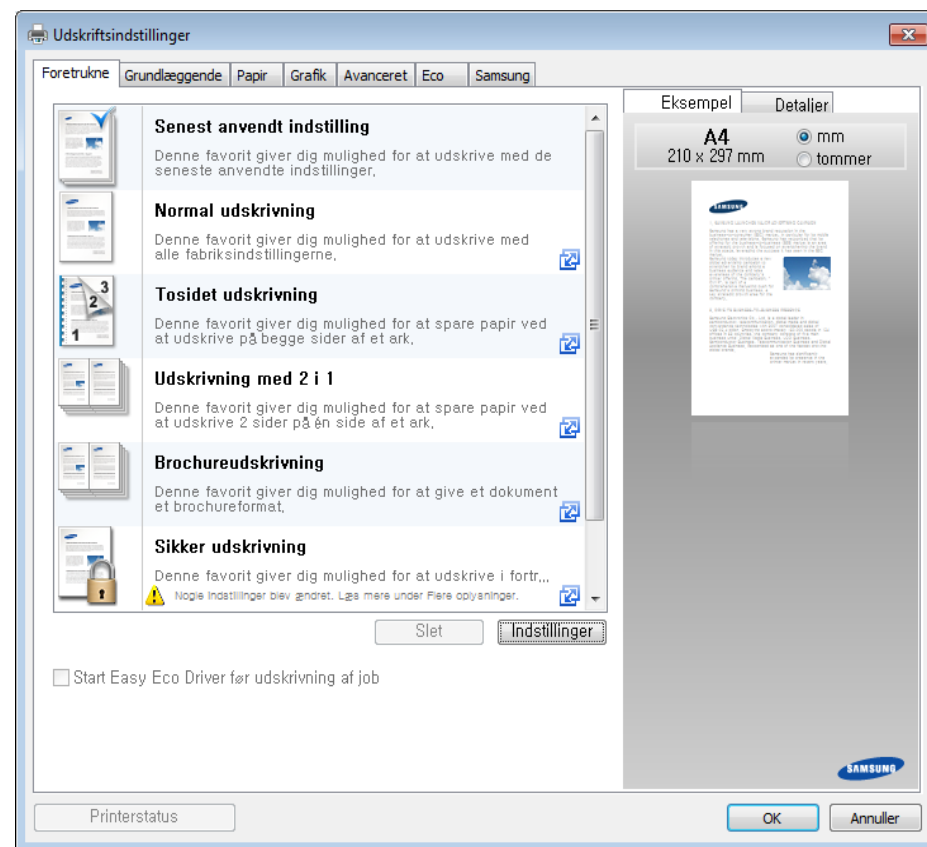 Udskriftsindstillinger
Foretrukne Grundlæggende Papir Grafik Avanceret Eco Samsung
Senest anvendt indstilling
Denne favorit giver dig mulighed for at udskrive med de
seneste anvendte indstillinger.
Normal udskrivning
Denne favorit giver dig mulighed for at udskrive med
alle fabriksindstillingerne.
3
2
1
Tosidet udskrivning
Denne favorit giver dig mulighed for at spare papir ved
at udskrive på begge sider af et ark.
Udskrivning med 2 i 1
Denne favorit giver dig mulighed for at spare papir ved
at udskrive 2 sider på én side af et ark.
Brochureudskrivning
Denne favorit giver dig mulighed for at give et dokument
et brochureformat.
Sikker udskrivning
Denne favorit giver dig mulighed for at udskrive i fortr...
Nogle indstillinger blev ændret. Læs mere under Flere oplysninger.
Slet Indstillinger
Start Easy Eco Driver før udskrivning af job
Eksempel Detaljer
A4
210 x 297 mm
mm
tommer
SAMSUNG
SAMSUNG
Printerstatus
OK Annuller